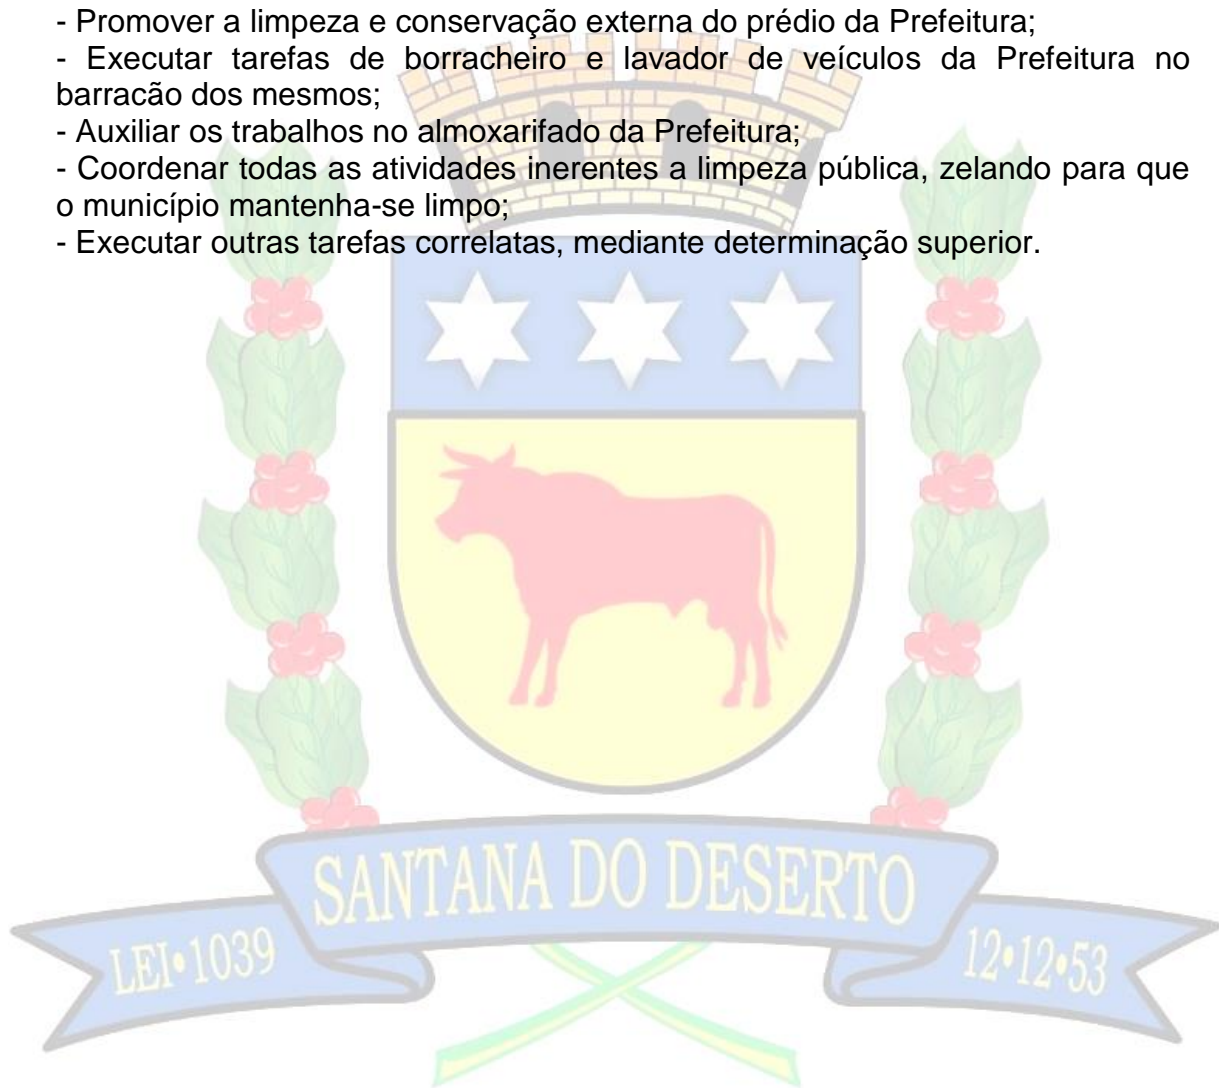 - Promover a limpeza e conservação externa do prédio da Prefeitura;
- Executar tarefas de borracheiro e lavador de veículos da Prefeitura no
barracão dos mesmos;
- Auxiliar os trabalhos no almoxarifado da Prefeitura;
- Coordenar todas as atividades inerentes a limpeza pública, zelando para que
o município mantenha-se limpo;
- Executar outras tarefas correlatas, mediante determinação superior.
SANTANA DO DESERTO
LEI•1039
12•12•53